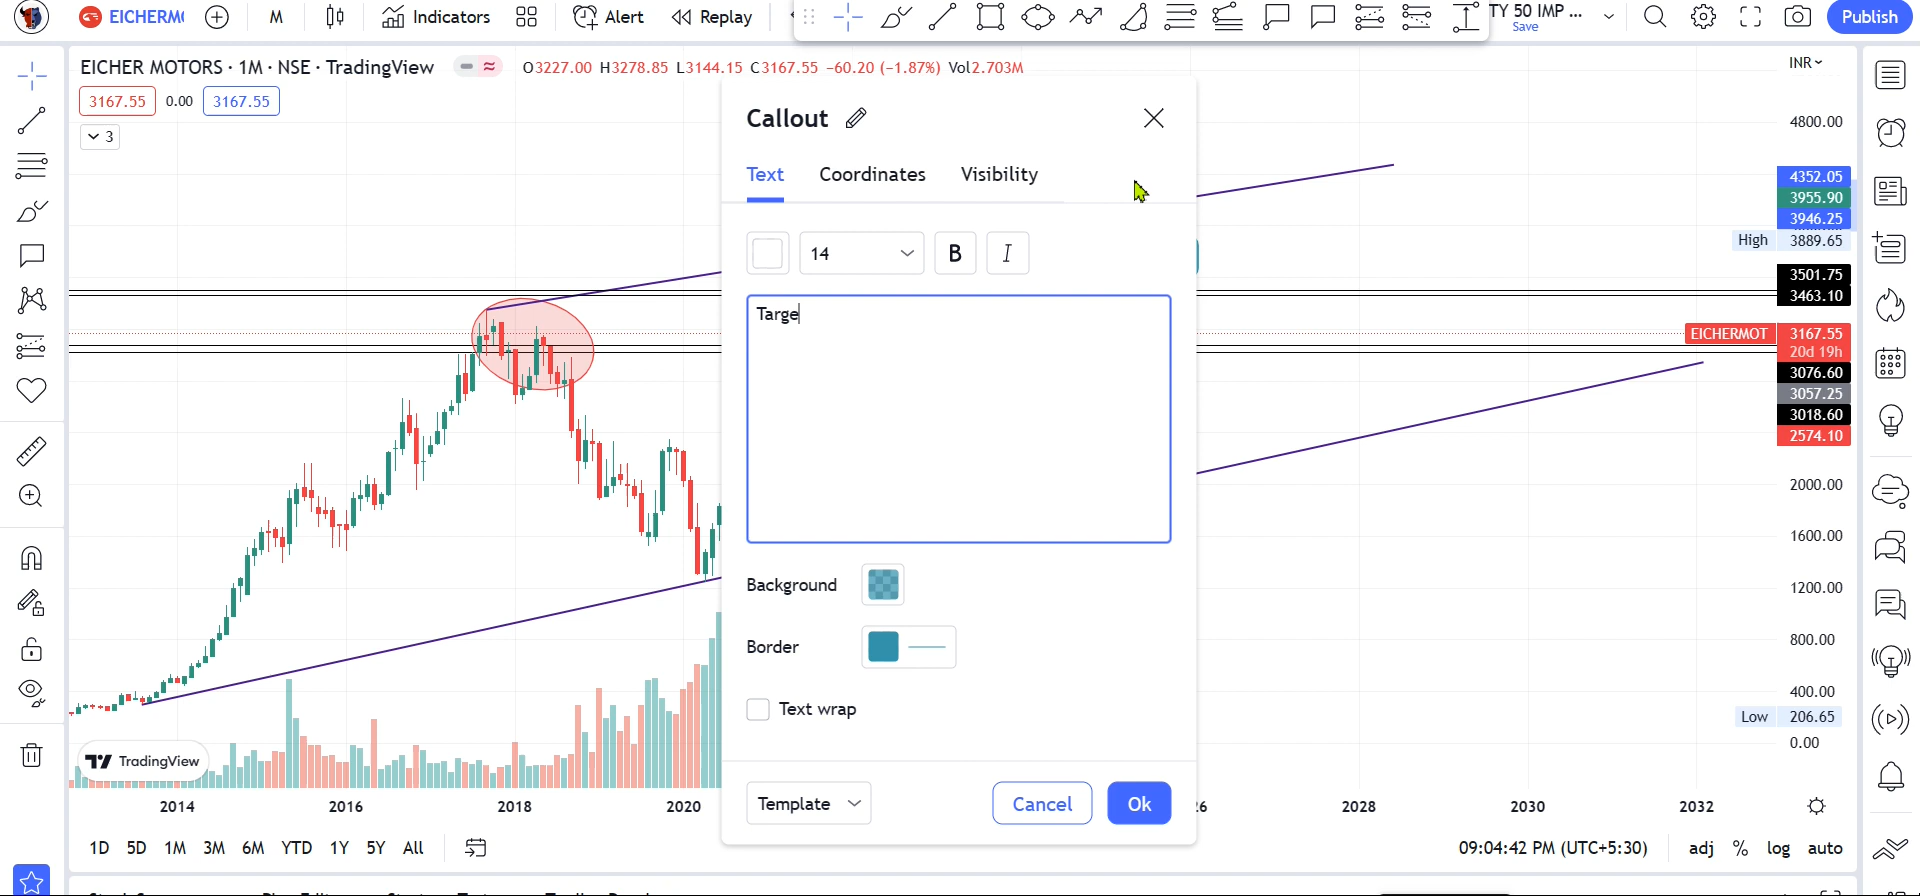 EICHERM
M
Indicators
Alert
Replay
TY 50 IMP ...
Save
Publish
EICHER MOTORS · 1M · NSE · TradingView
O3227.00 H3278.85 L3144.15 C3167.55 −60.20 (−1.87%) Vol2.703M
INR
3167.55 0.00 3167.55
3
Callout
Text Coordinates Visibility
14
B I
Targe
Background
Border
Text wrap
Template
Cancel
Ok
4800.00
4352.05
3955.90
3946.25
High 3889.65
3501.75
3463.10
EICHERMOT 3167.55
20d 19h
3076.60
3057.25
3018.60
2574.10
2000.00
1600.00
1200.00
800.00
400.00
Low 206.65
0.00
TradingView
2014 2016 2018 2020 26 2028 2030 2032
1D 5D 1M 3M 6M YTD 1Y 5Y All
09:04:42 PM (UTC+5:30)
adj % log auto